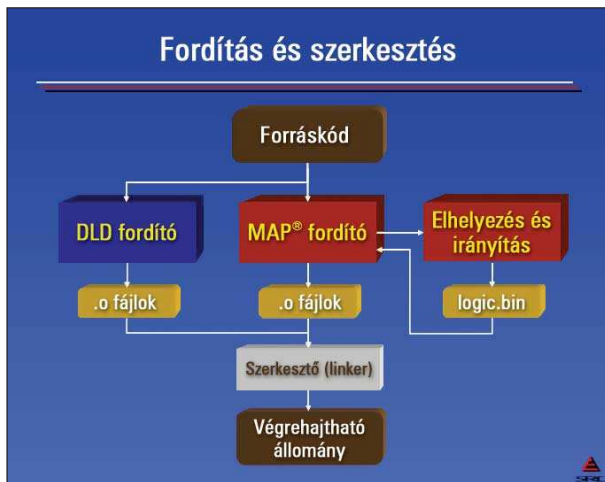 Fordítás és szerkesztés
Forráskód
DLD fordító
MAP® fordító
Elhelyezés és
irányítás
.o fájlok
.o fájlok
logic.bin
Szerkesztő (linker)
Végrehajtható
állomány